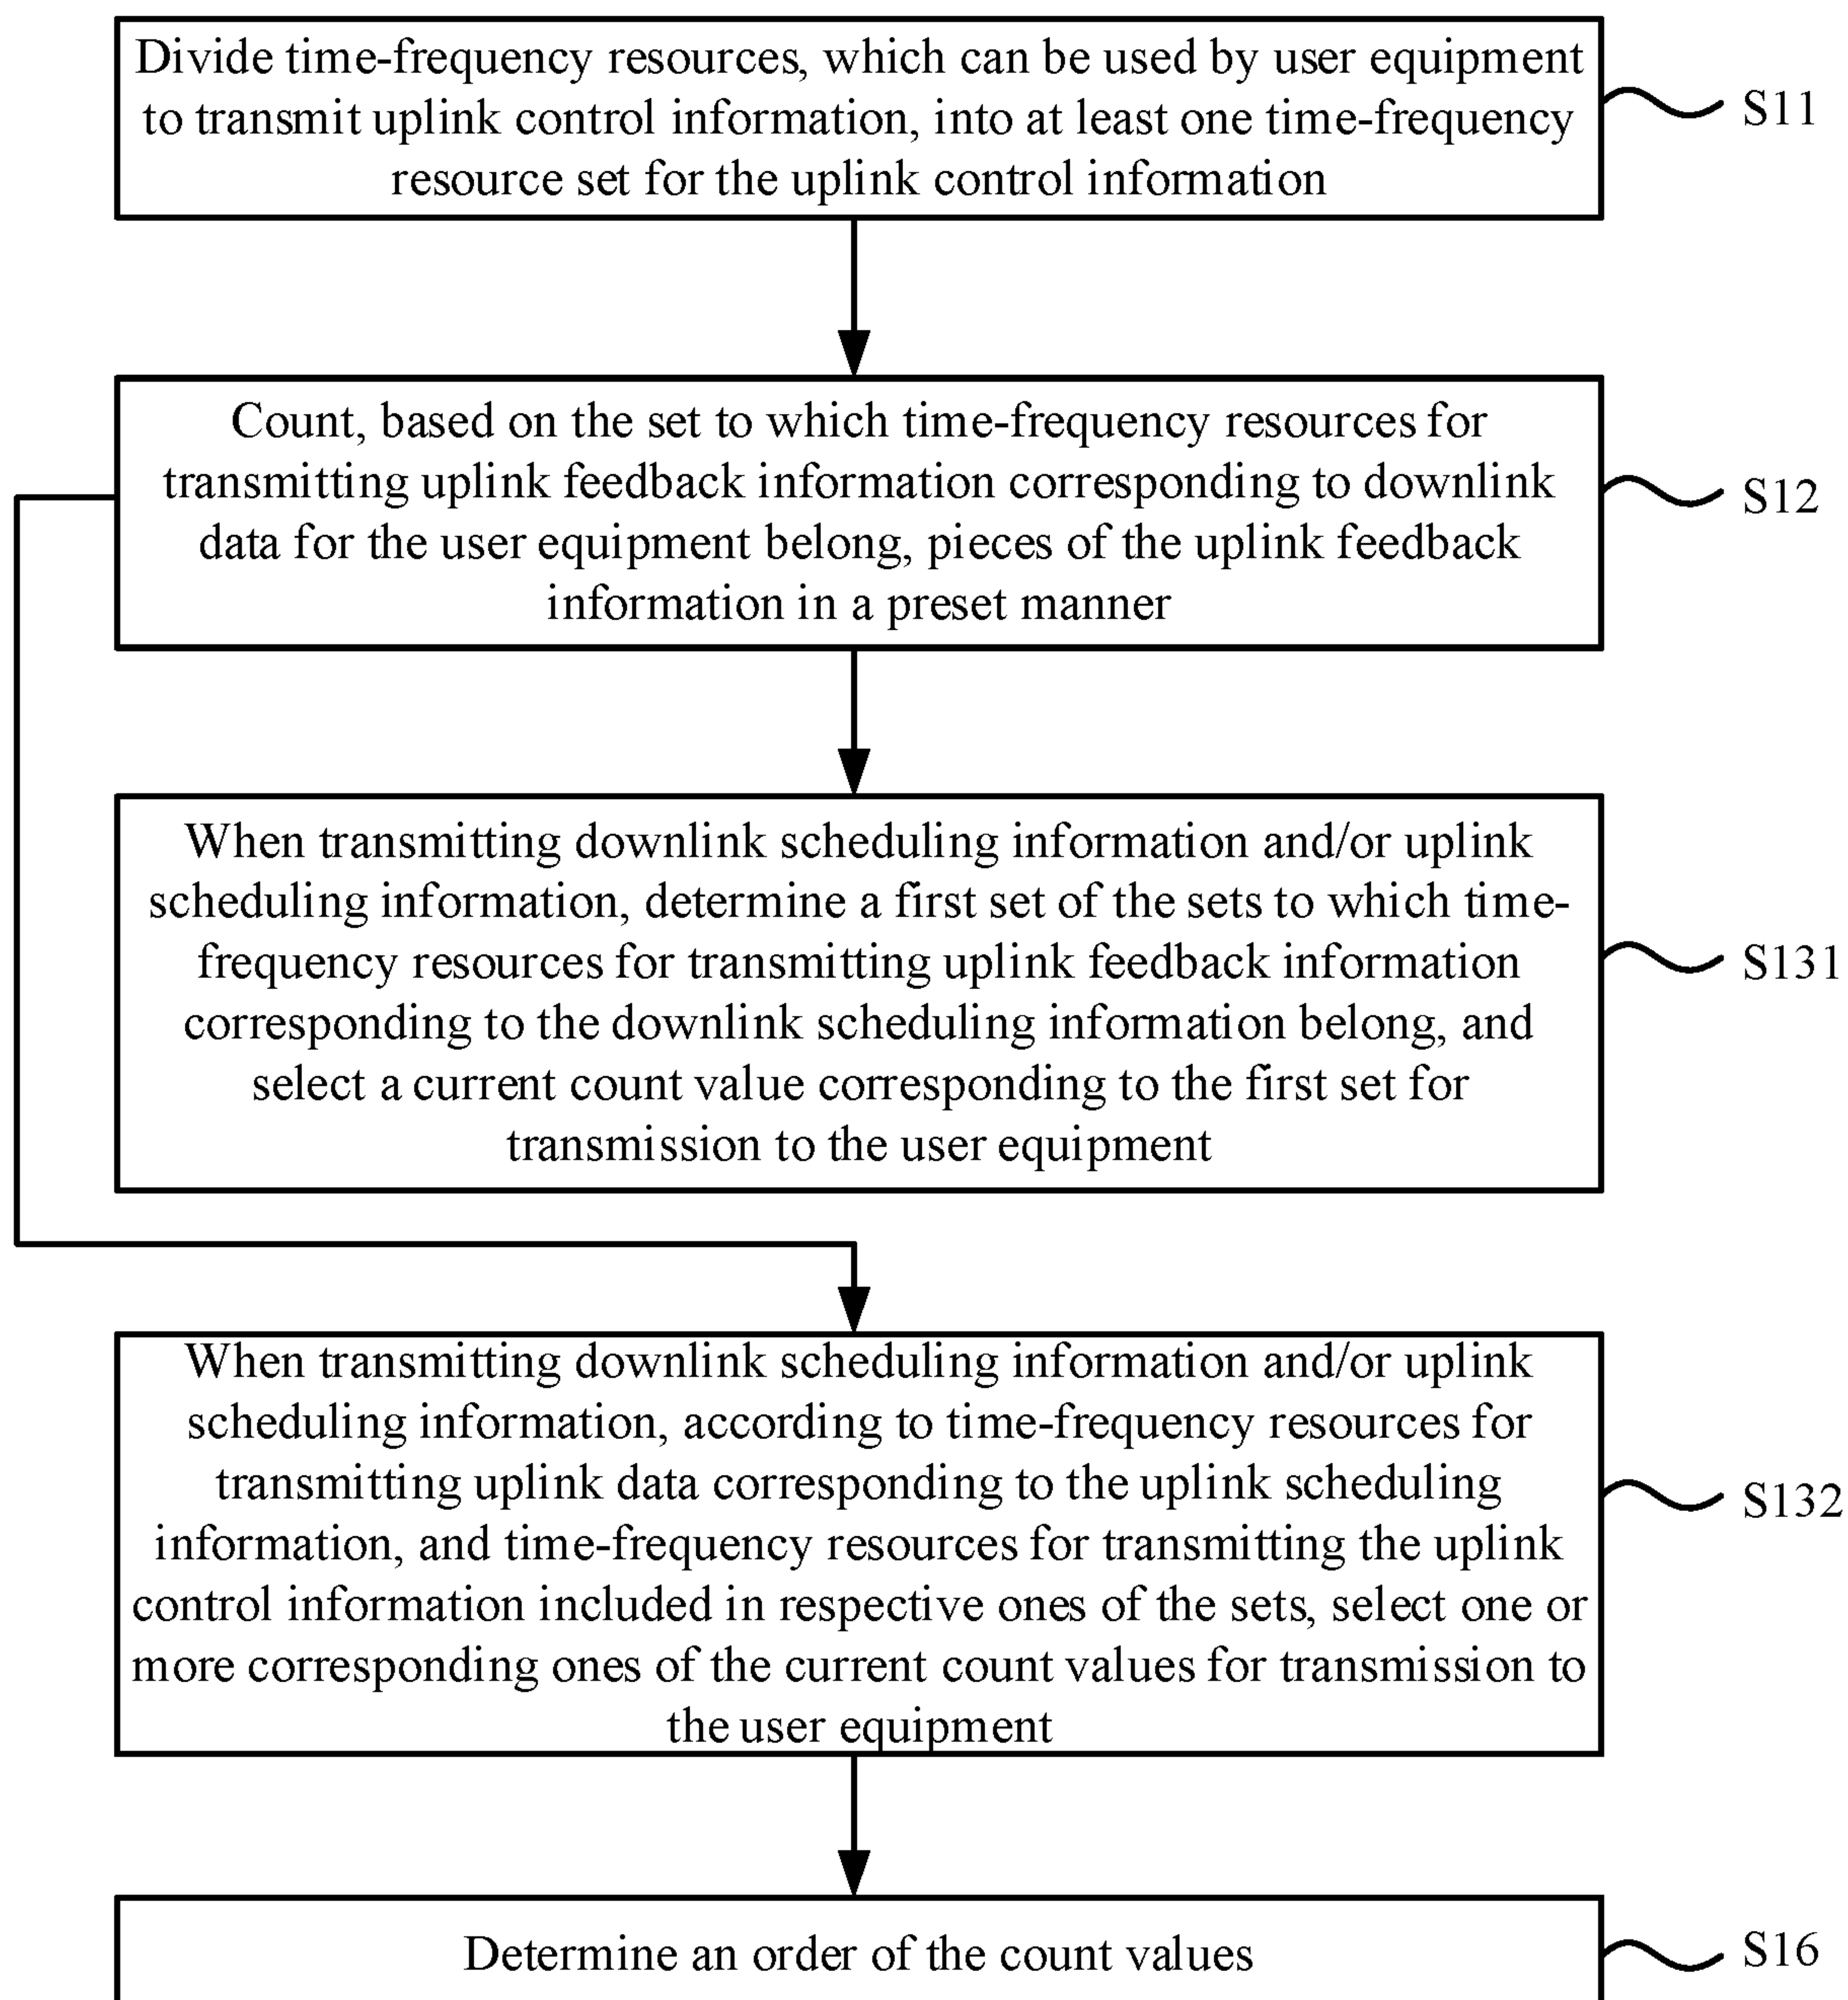 Divide time-frequency resources, which can be used by user equipment
to transmit uplink control information, into at least one time-frequency
resource set for the uplink control information
S11
Count, based on the set to which time-frequency resources for
transmitting uplink feedback information corresponding to downlink
data for the user equipment belong, pieces of the uplink feedback
information in a preset manner
S12
When transmitting downlink scheduling information and/or uplink
scheduling information, determine a first set of the sets to which time-
frequency resources for transmitting uplink feedback information
corresponding to the downlink scheduling information belong, and
select a current count value corresponding to the first set for
transmission to the user equipment
S131
When transmitting downlink scheduling information and/or uplink
scheduling information, according to time-frequency resources for
transmitting uplink data corresponding to the uplink scheduling
information, and time-frequency resources for transmitting the uplink
control information included in respective ones of the sets, select one or
more corresponding ones of the current count values for transmission to
the user equipment
S132
Determine an order of the count values
S16